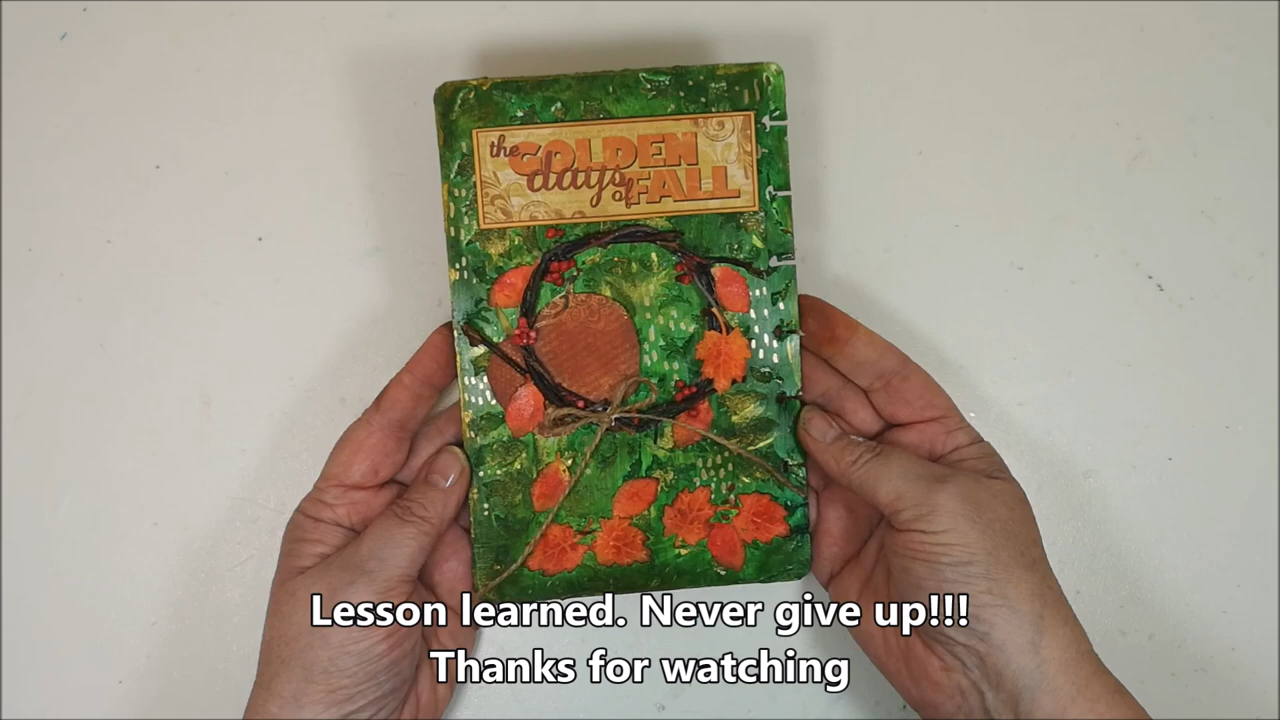 the GOLDEN
days of FALL
Lesson learned. Never give up!!!
Thanks for watching